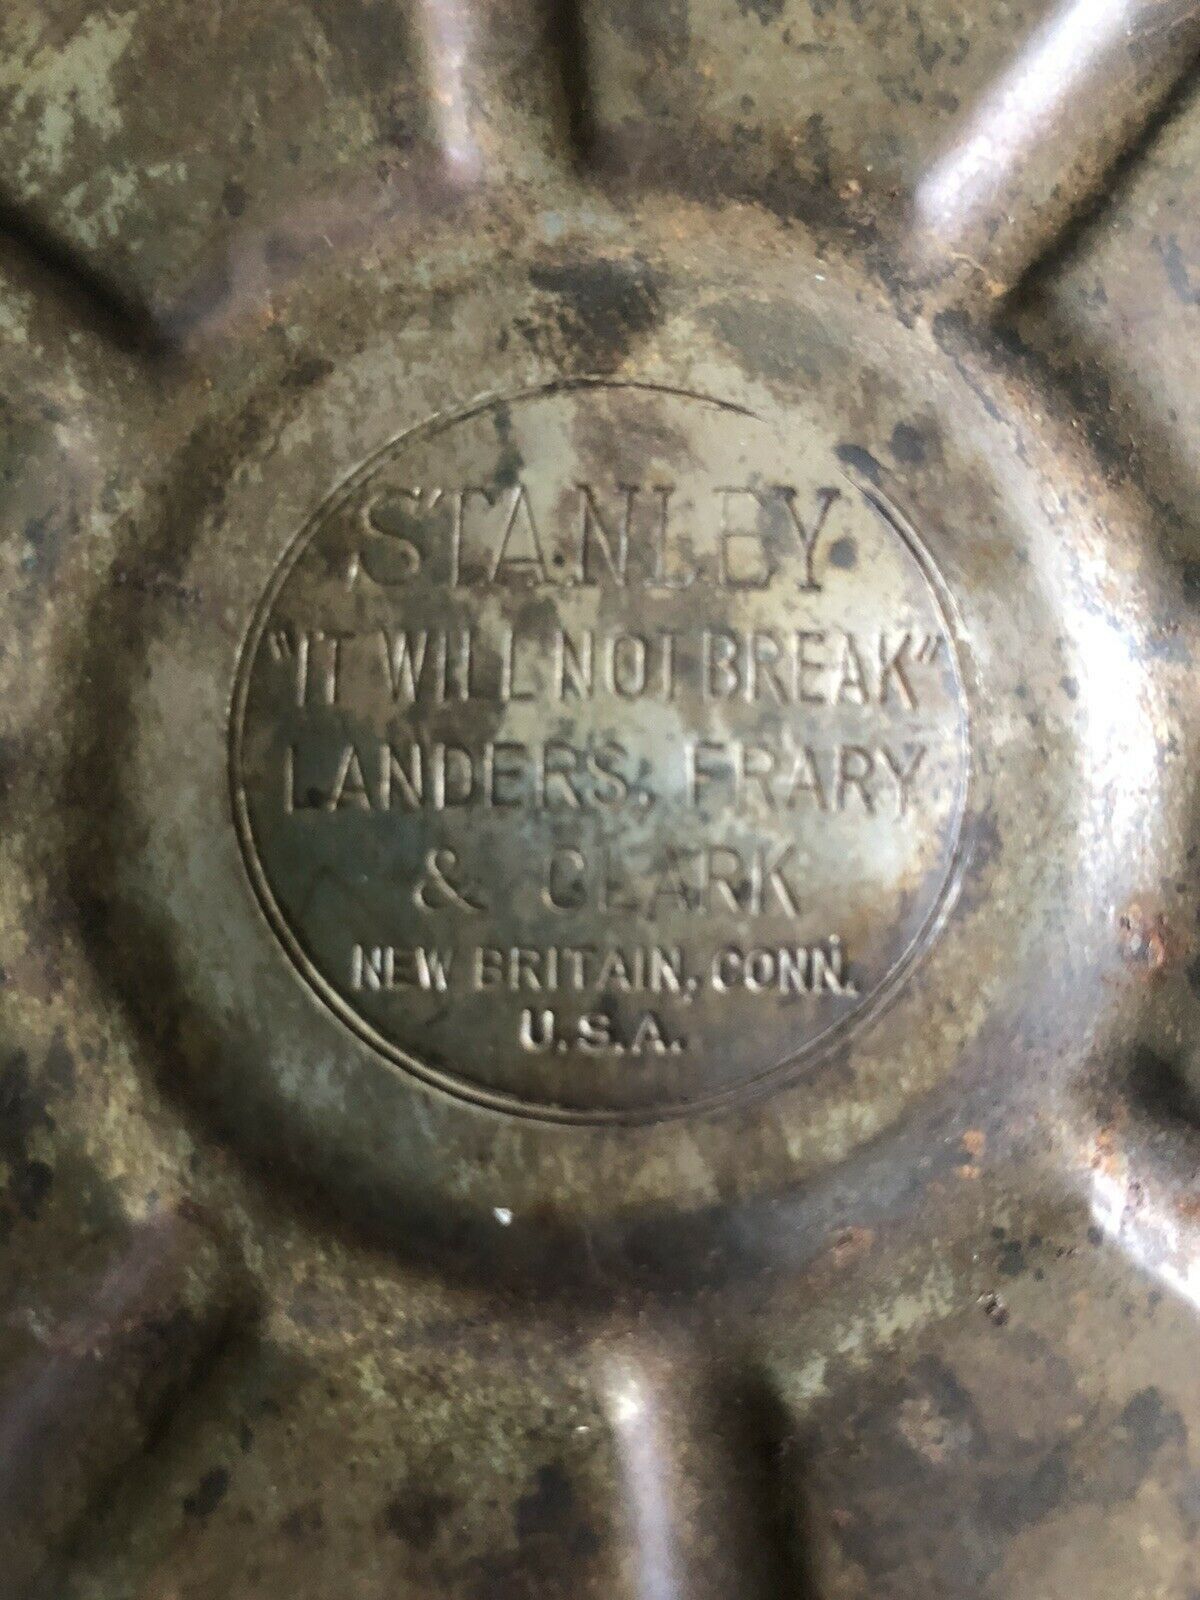 STANLEY
"IT WILL NOT BREAK"
LANDERS, FRARY
& CLARK
NEW BRITAIN, CONN.
U.S.A.